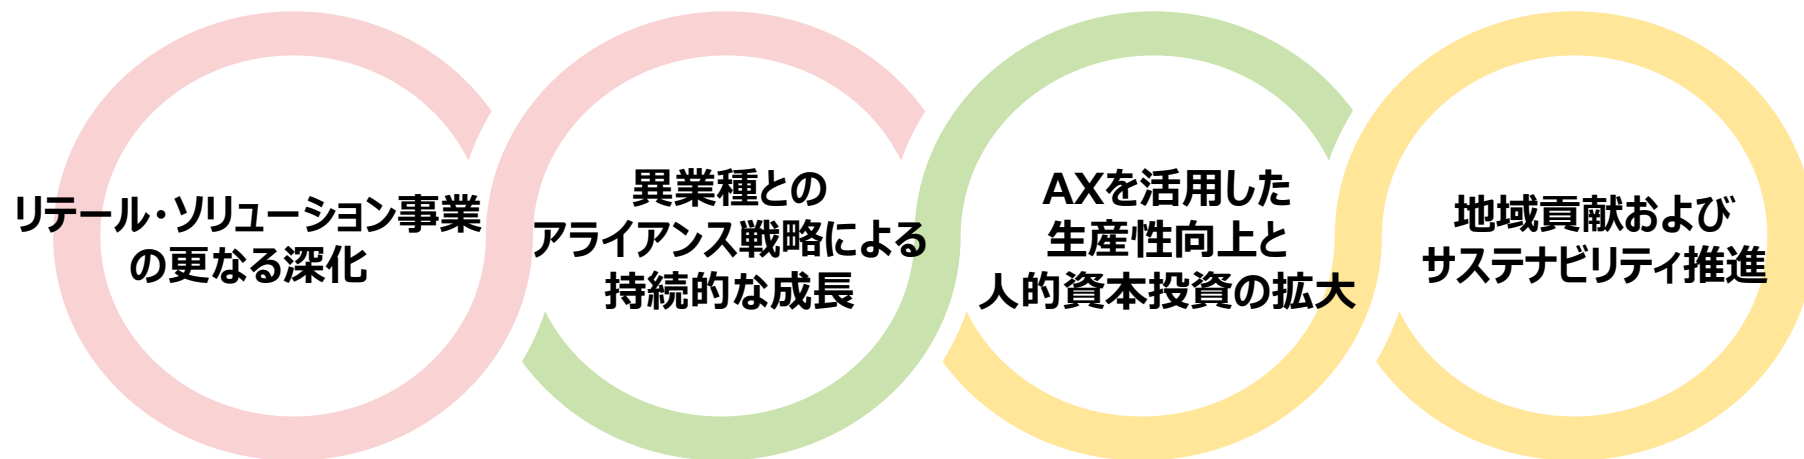 リテール・ソリューション事業
の更なる深化
異業種との
アライアンス戦略による
持続的な成長
AXを活用した
生産性向上と
人的資本投資の拡大
地域貢献および
サステナビリティ推進